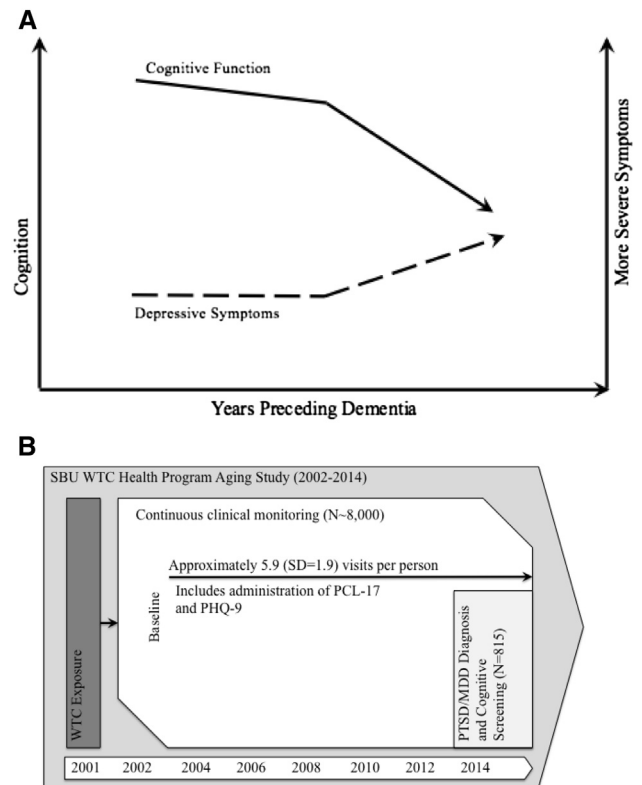 A
Cognitive Function
Cognition
More Severe Symptoms
Depressive Symptoms
Years Preceding Dementia
B
SBU WTC Health Program Aging Study (2002-2014)
Continuous clinical monitoring (N~8,000)
Approximately 5.9 (SD=1.9) visits per person
Includes administration of PCL-17
and PHQ-9
Baseline
WTC Exposure
PTSD/MDD Diagnosis
and Cognitive
Screening (N=815)
2001 2002 2004 2006 2008 2010 2012 2014